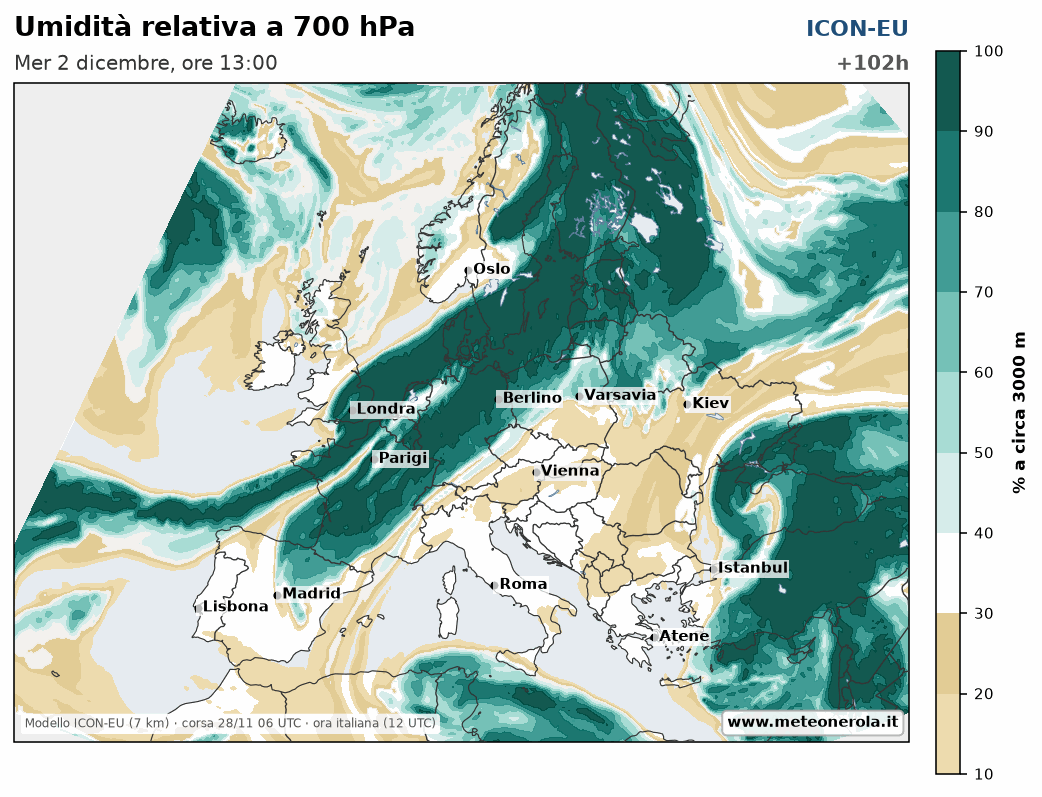 Umidità relativa a 700 hPa
ICON-EU
Mer 2 dicembre, ore 13:00
+102h
100
90
80
70
60
50
40
30
20
10
% a circa 3000 m
Oslo
Londra
Berlino
Varsavia
Kiev
Parigi
Vienna
Istanbul
Madrid
Roma
Lisbona
Atene
Modello ICON-EU (7 km) · corsa 28/11 06 UTC · ora italiana (12 UTC)
www.meteonerola.it